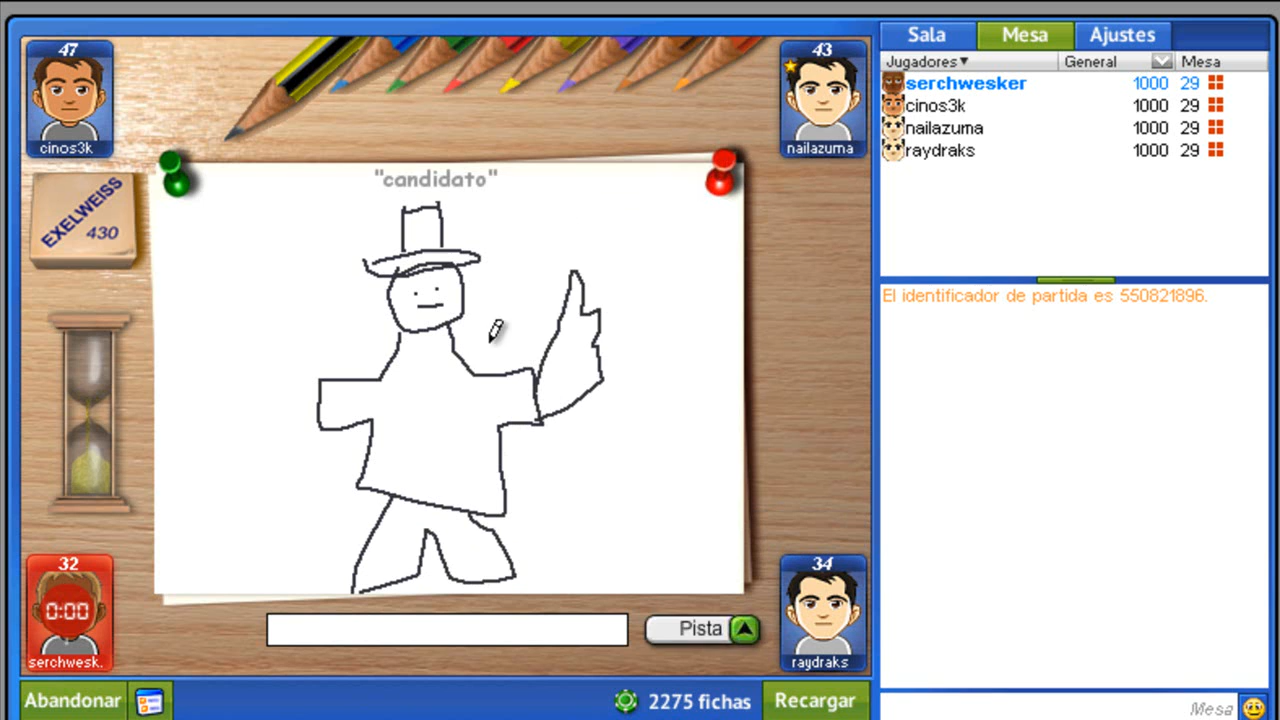 47
cinos3k
43
nailazuma
EXELWEISS
430
"candidato"
32
0:00
serchwesk.
34
raydraks
Pista
Abandonar
2275 fichas
Recargar
Sala Mesa Ajustes
Jugadores▼ General Mesa
serchwesker 1000 29
cinos3k 1000 29
nailazuma 1000 29
raydraks 1000 29
El identificador de partida es 550821896.
Mesa